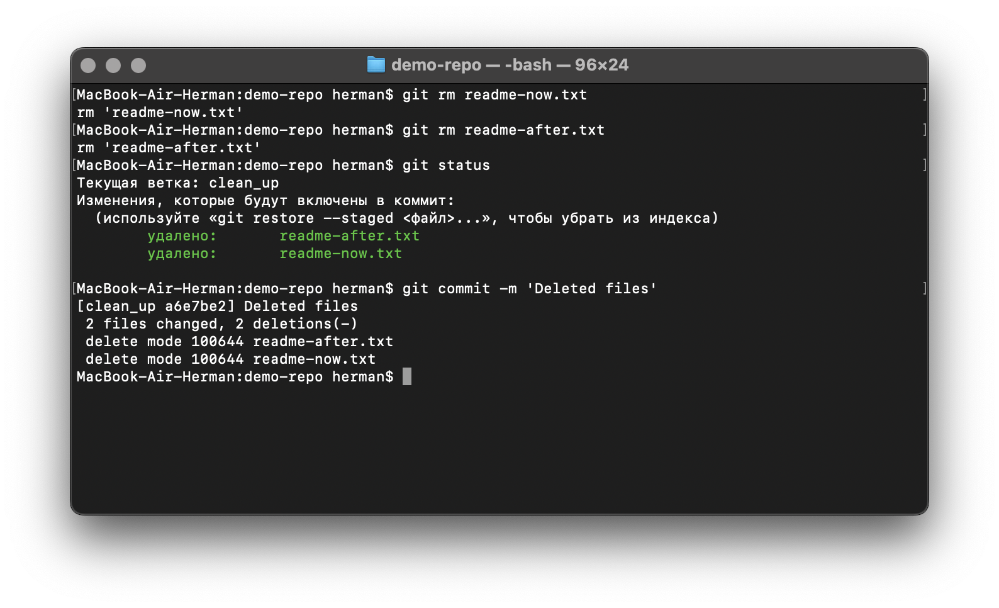 demo-repo — -bash — 96×24
[MacBook-Air-Herman:demo-repo herman$ git rm readme-now.txt ]
rm 'readme-now.txt'
[MacBook-Air-Herman:demo-repo herman$ git rm readme-after.txt ]
rm 'readme-after.txt'
[MacBook-Air-Herman:demo-repo herman$ git status ]
Текущая ветка: clean_up
Изменения, которые будут включены в коммит:
  (используйте «git restore --staged <файл>...», чтобы убрать из индекса)
        удалено:       readme-after.txt
        удалено:       readme-now.txt
[MacBook-Air-Herman:demo-repo herman$ git commit -m 'Deleted files' ]
[clean_up a6e7be2] Deleted files
 2 files changed, 2 deletions(-)
 delete mode 100644 readme-after.txt
 delete mode 100644 readme-now.txt
MacBook-Air-Herman:demo-repo herman$